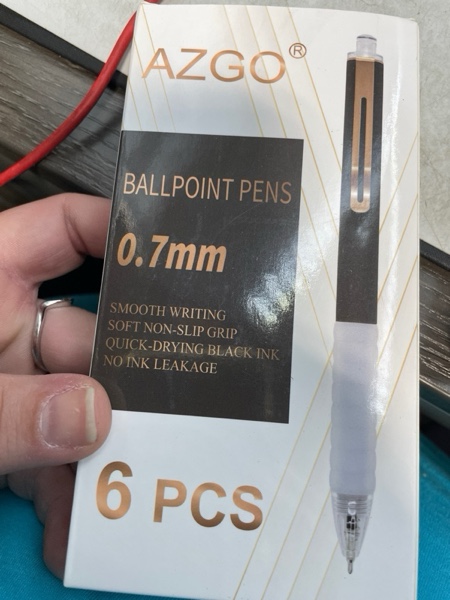 AZGO®
BALLPOINT PENS
0.7mm
SMOOTH WRITING
SOFT NON-SLIP GRIP
QUICK-DRYING BLACK INK
NO INK LEAKAGE
6 PCS